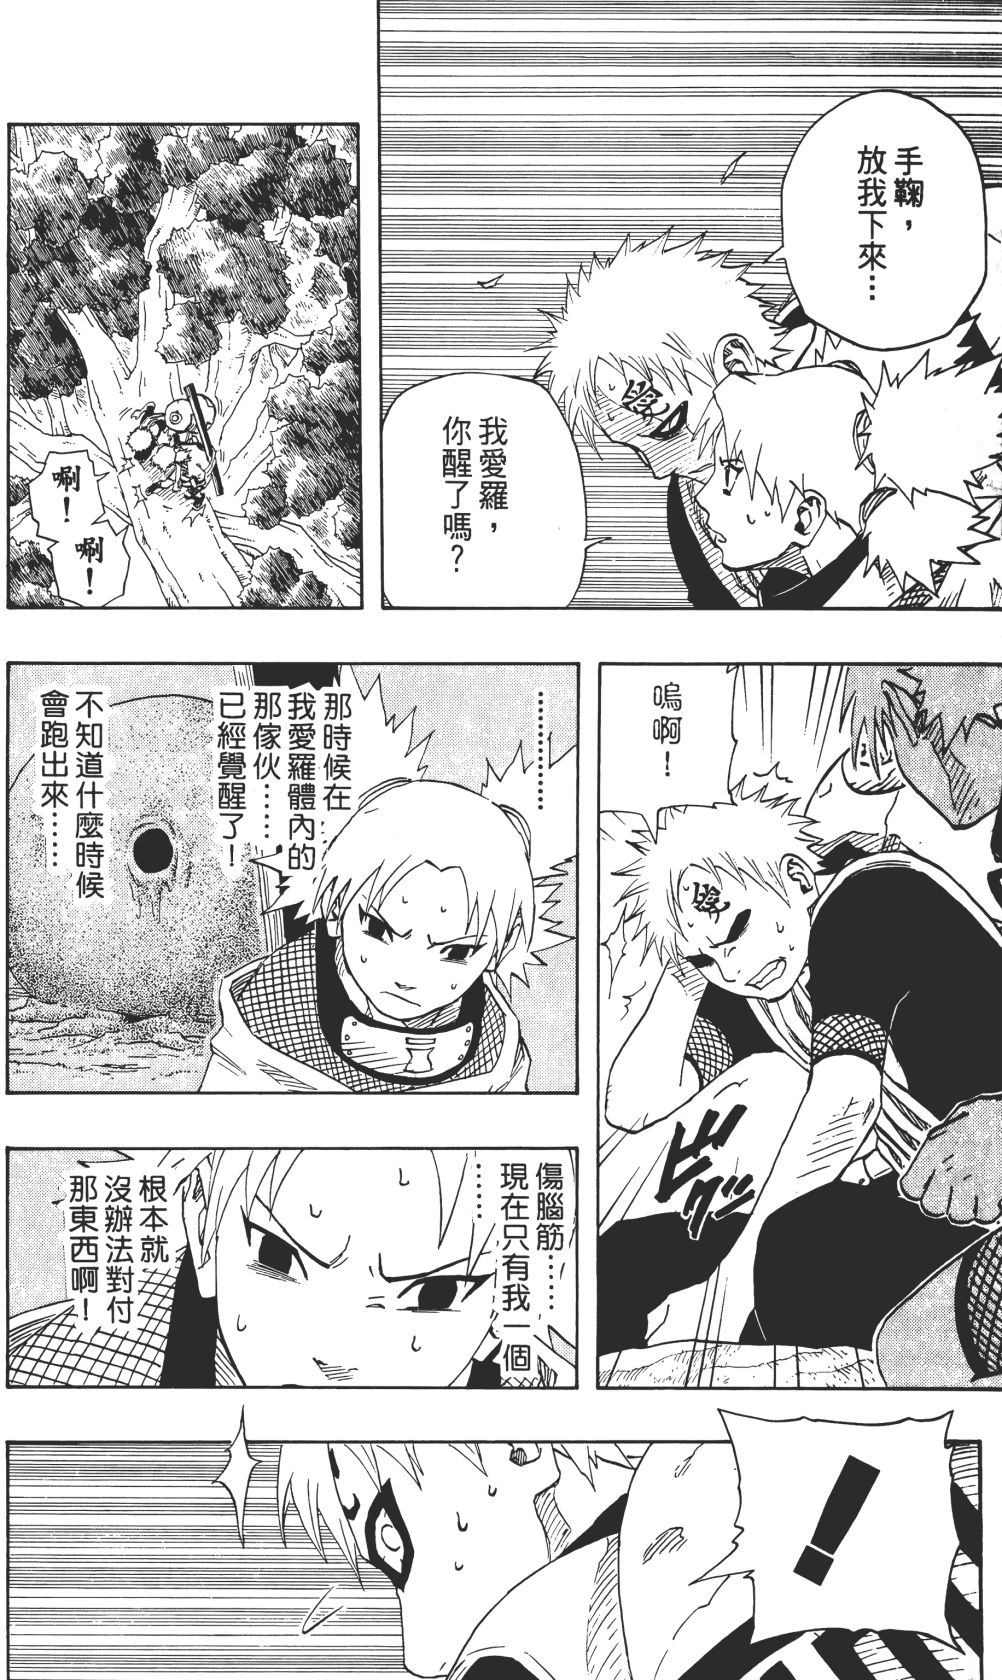 手鞠，
放我下來…
我愛羅，
你醒了嗎？
唰！
唰！
嗚啊！
ビクッ
………
那時候在
我愛羅體內的
那傢伙……
已經覺醒了！
不知道什麼時候
會跑出來……
傷腦筋……
現在只有我一個
……
根本就
沒辦法對付
那東西啊！
！